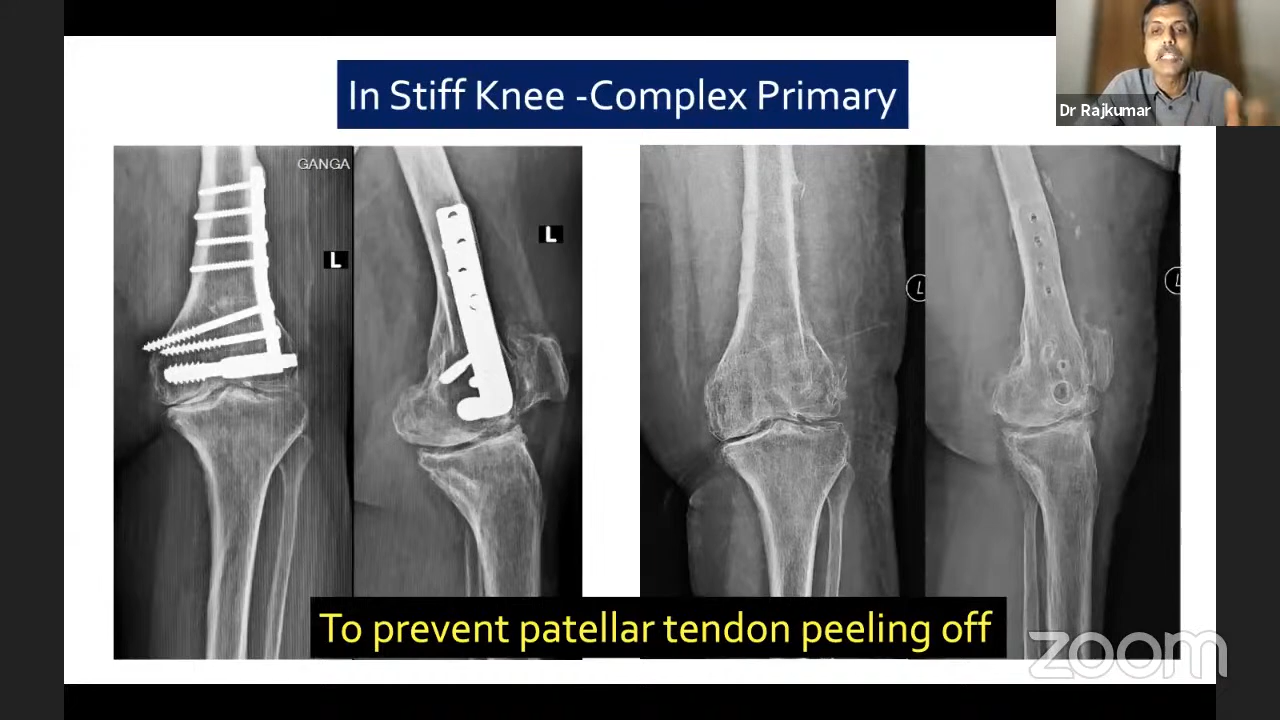 In Stiff Knee -Complex Primary
Dr Rajkumar
GANGA
L
L
L
L
To prevent patellar tendon peeling off
zoom